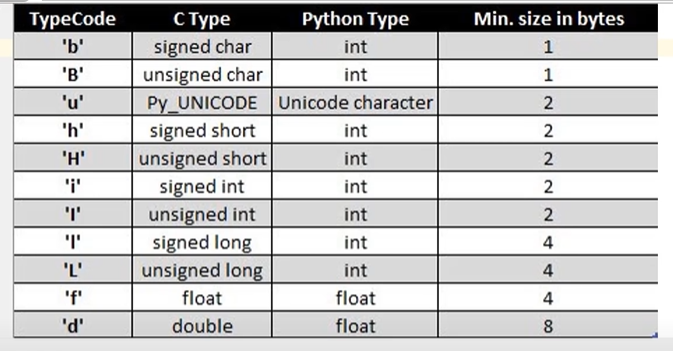 TypeCode C Type Python Type Min. size in bytes
'b' signed char int 1
'B' unsigned char int 1
'u' Py_UNICODE Unicode character 2
'h' signed short int 2
'H' unsigned short int 2
'i' signed int int 2
'I' unsigned int int 2
'l' signed long int 4
'L' unsigned long int 4
'f' float float 4
'd' double float 8